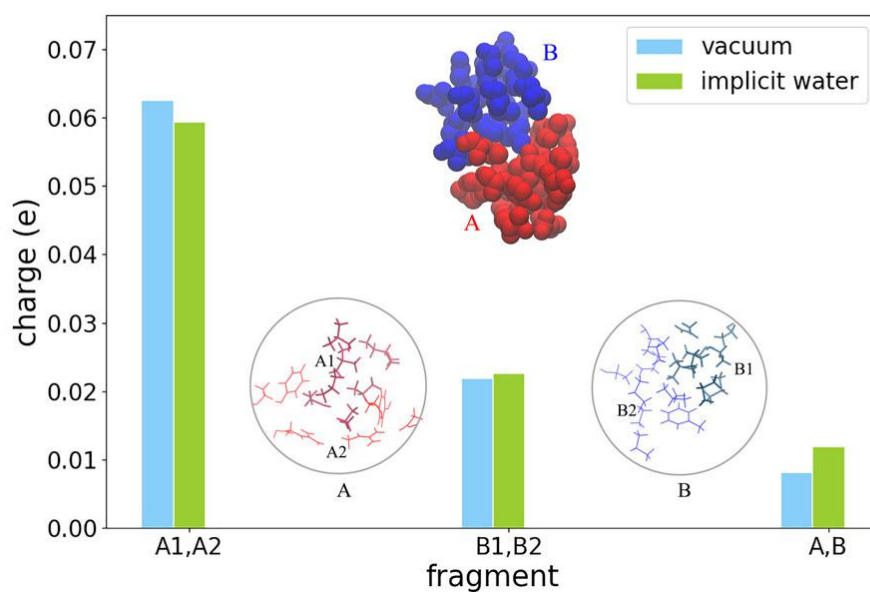 0.07
0.06
0.05
0.04
0.03
0.02
0.01
0.00
charge (e)
B
A
vacuum
implicit water
A1
A2
A
B1
B2
B
A1,A2
B1,B2
A,B
fragment